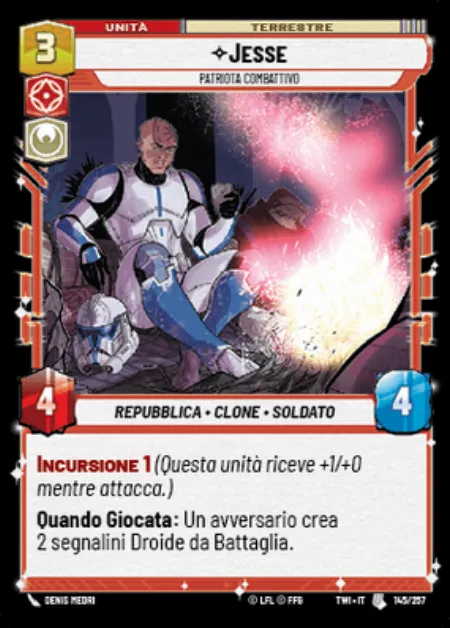 3
UNITÀ
TERRESTRE
JESSE
PATRIOTA COMBATTIVO
4
REPUBBLICA • CLONE • SOLDATO
4
INCURSIONE 1 (Questa unità riceve +1/+0
mentre attacca.)
Quando Giocata: Un avversario crea
2 segnalini Droide da Battaglia.
DENIS MEDRI
© LFL © FFG
TWI • IT
145/257